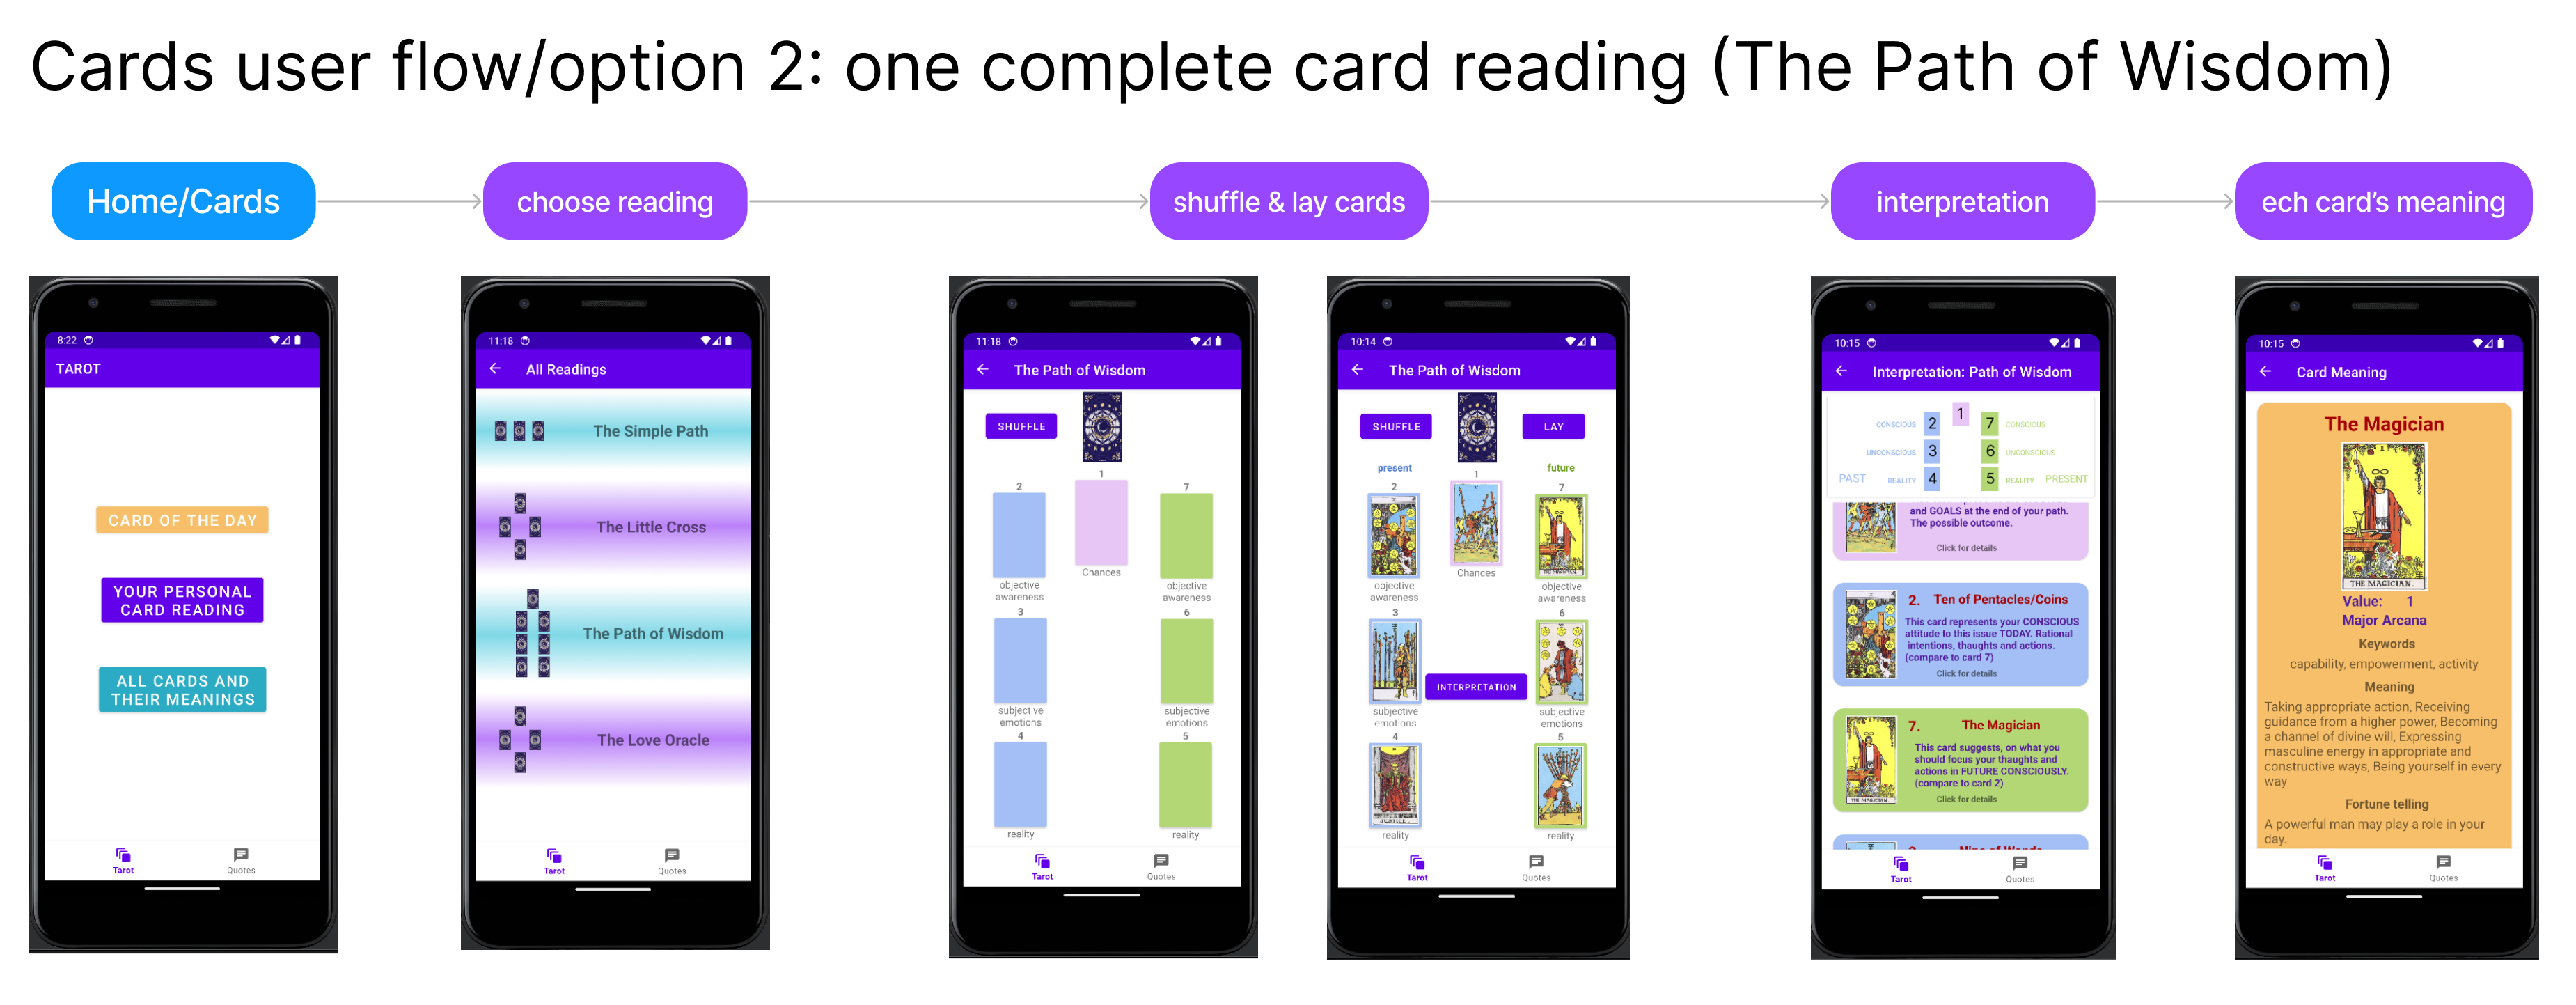 Cards user flow/option 2: one complete card reading (The Path of Wisdom)
Home/Cards
choose reading
shuffle & lay cards
interpretation
ech card's meaning
8:22
TAROT
CARD OF THE DAY
YOUR PERSONAL
CARD READING
ALL CARDS AND
THEIR MEANINGS
Tarot
Quotes
11:18
All Readings
The Simple Path
The Little Cross
The Path of Wisdom
The Love Oracle
Tarot
Quotes
11:18
The Path of Wisdom
SHUFFLE
1
2
7
Chances
objective
awareness
objective
awareness
3
6
subjective
emotions
subjective
emotions
4
5
reality
reality
Tarot
Quotes
10:14
The Path of Wisdom
SHUFFLE
LAY
present
future
1
2
7
THE MAGICIAN.
Chances
objective
awareness
objective
awareness
3
6
INTERPRETATION
subjective
emotions
subjective
emotions
4
5
JUSTICE.
reality
reality
Tarot
Quotes
10:15
Interpretation: Path of Wisdom
1
CONSCIOUS 2 7 CONSCIOUS
UNCONSCIOUS 3 6 UNCONSCIOUS
PAST REALITY 4 5 REALITY PRESENT
and GOALS at the end of your path.
The possible outcome.
Click for details
2. Ten of Pentacles/Coins
This card represents your CONSCIOUS
attitude to this issue TODAY. Rational
intentions, thaughts and actions.
(compare to card 7)
Click for details
7. The Magician
This card suggests, on what you
should focus your thaughts and
actions in FUTURE CONSCIOUSLY.
(compare to card 2)
Click for details
THE MAGICIAN.
Nine of Wands
Tarot
Quotes
10:15
Card Meaning
The Magician
I
THE MAGICIAN.
Value: 1
Major Arcana
Keywords
capability, empowerment, activity
Meaning
Taking appropriate action, Receiving
guidance from a higher power, Becoming
a channel of divine will, Expressing
masculine energy in appropriate and
constructive ways, Being yourself in every
way
Fortune telling
A powerful man may play a role in your
day.
Tarot
Quotes